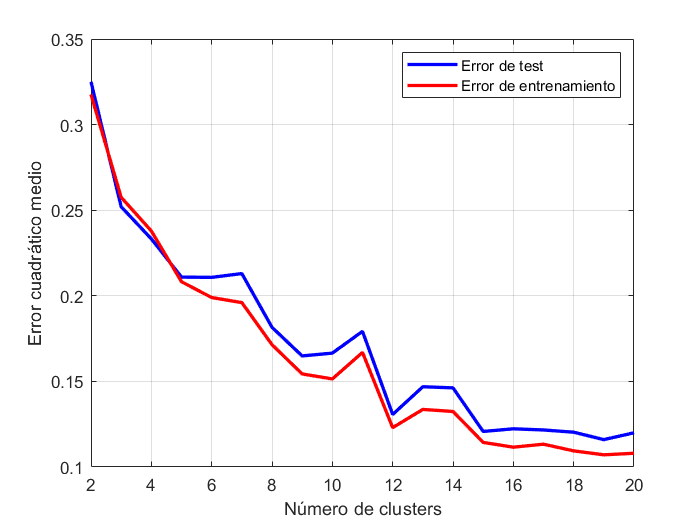 0.35
0.3
0.25
0.2
0.15
0.1
Error cuadrático medio
Error de test
Error de entrenamiento
2 4 6 8 10 12 14 16 18 20
Número de clusters